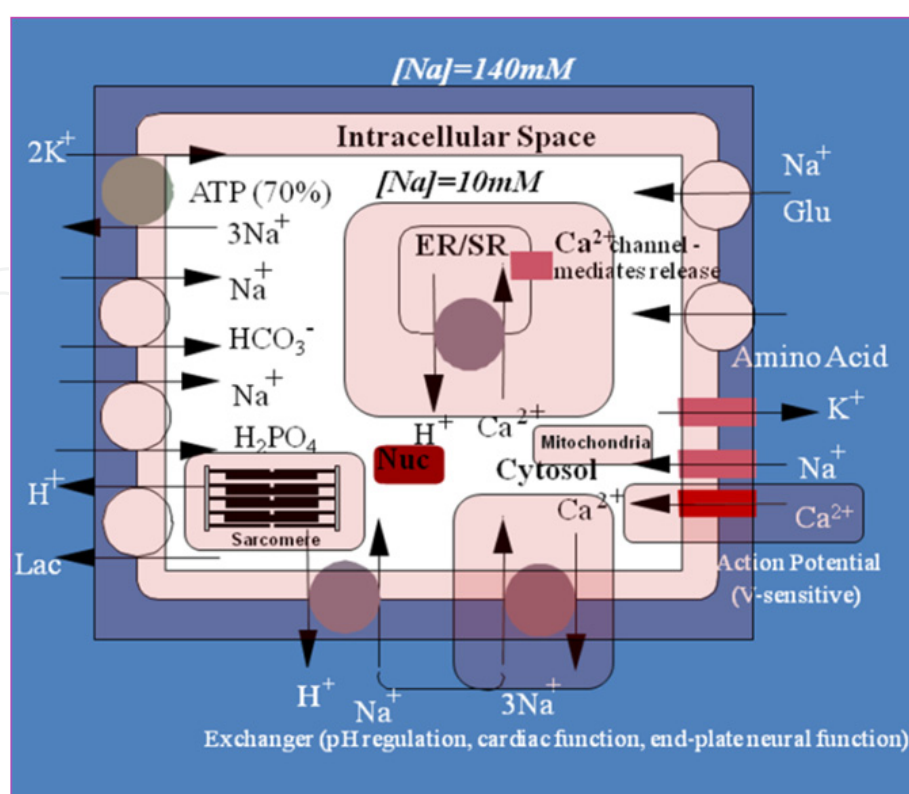 [Na]=140mM
Intracellular Space
2K⁺
ATP (70%)
[Na]=10mM
Na⁺
Glu
3Na⁺
ER/SR
Ca²⁺channel -
mediates release
Na⁺
HCO₃⁻
Amino Acid
Na⁺
K⁺
H⁺
Ca²⁺
H₂PO₄
Mitochondria
Nuc
Cytosol
Na⁺
H⁺
Ca²⁺
Ca²⁺
Sarcomere
Lac
Action Potential
(V-sensitive)
H⁺
Na⁺
3Na⁺
Exchanger (pH regulation, cardiac function, end-plate neural function)